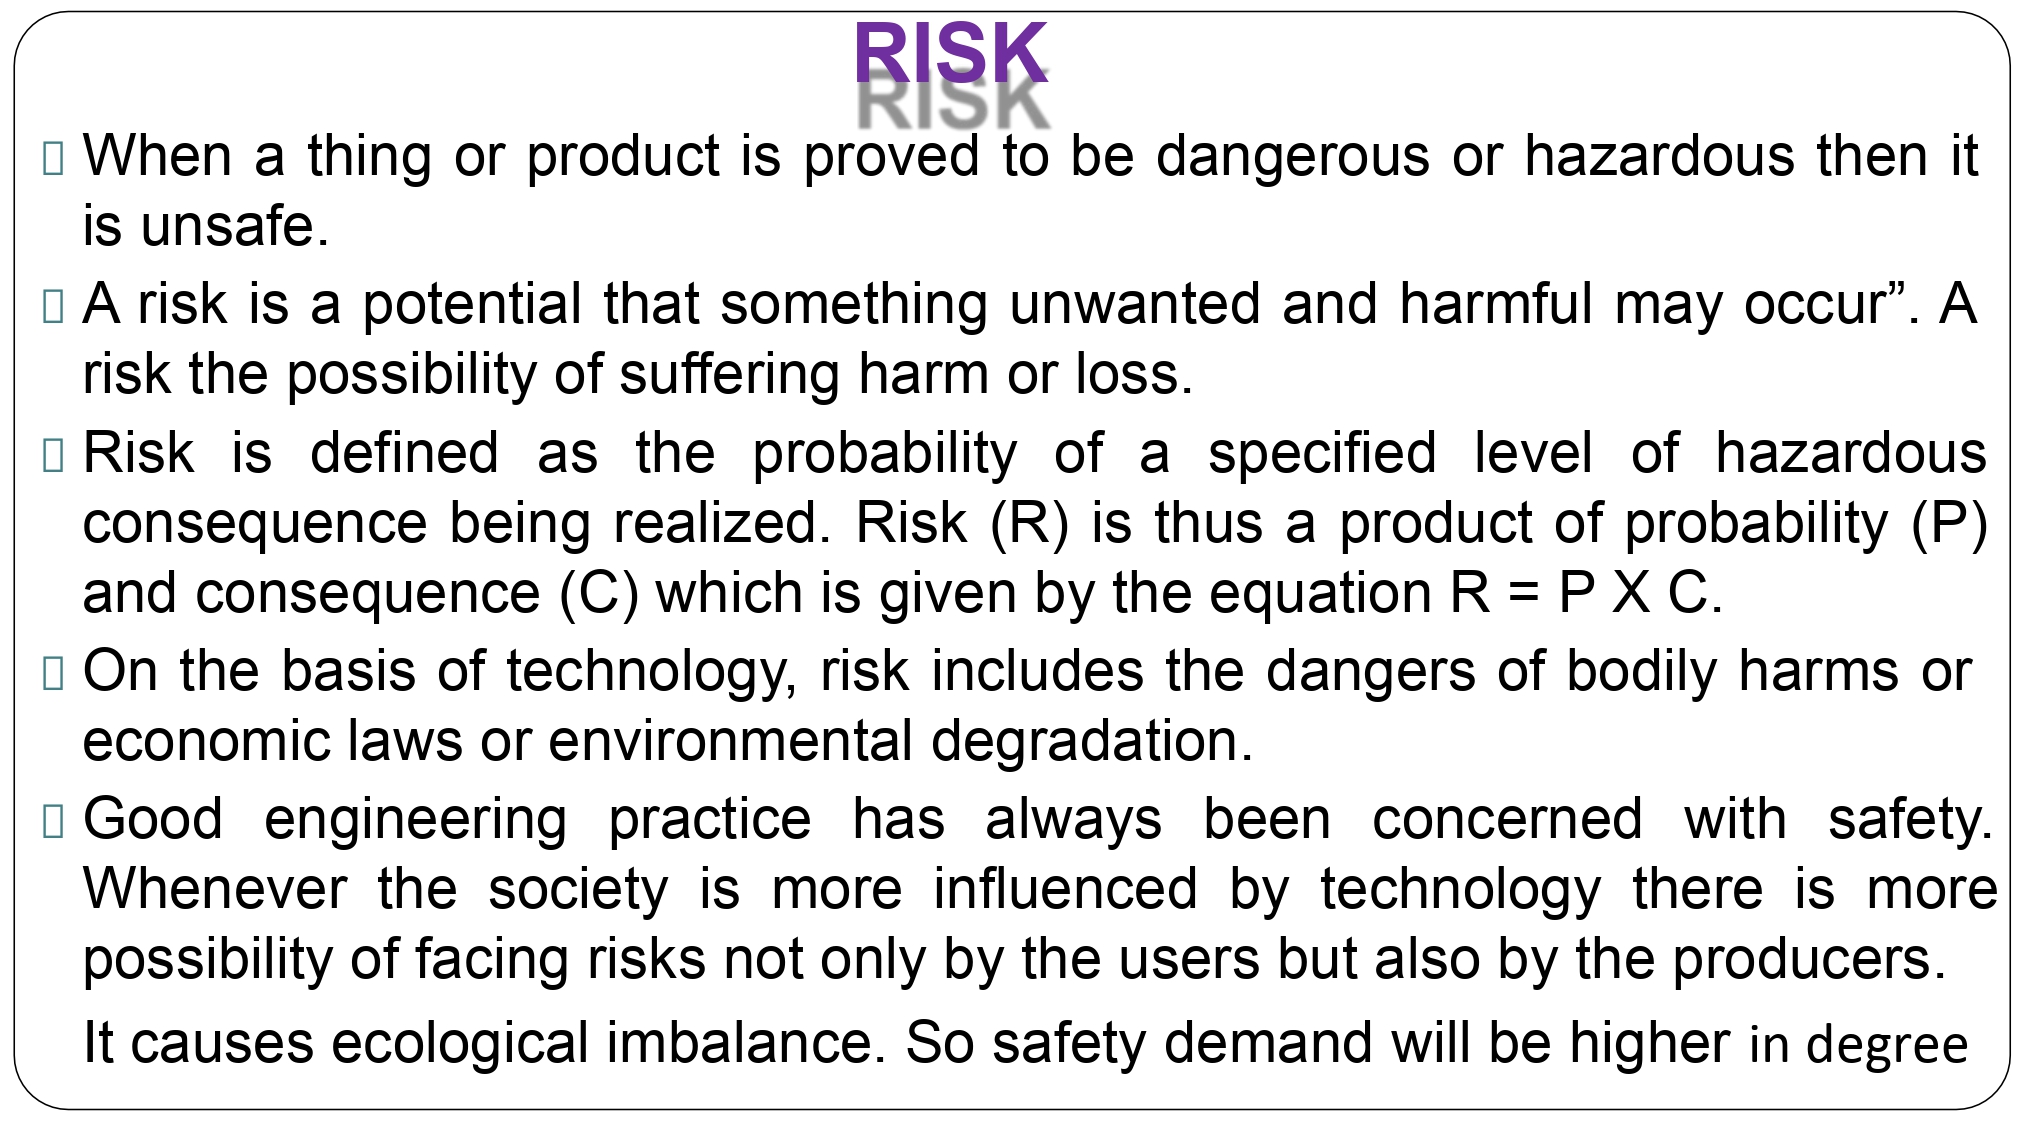 RISK
When a thing or product is proved to be dangerous or hazardous then it
is unsafe.
A risk is a potential that something unwanted and harmful may occur”. A
risk the possibility of suffering harm or loss.
Risk is defined as the probability of a specified level of hazardous
consequence being realized. Risk (R) is thus a product of probability (P)
and consequence (C) which is given by the equation R = P X C.
On the basis of technology, risk includes the dangers of bodily harms or
economic laws or environmental degradation.
Good engineering practice has always been concerned with safety.
Whenever the society is more influenced by technology there is more
possibility of facing risks not only by the users but also by the producers.
It causes ecological imbalance. So safety demand will be higher in degree